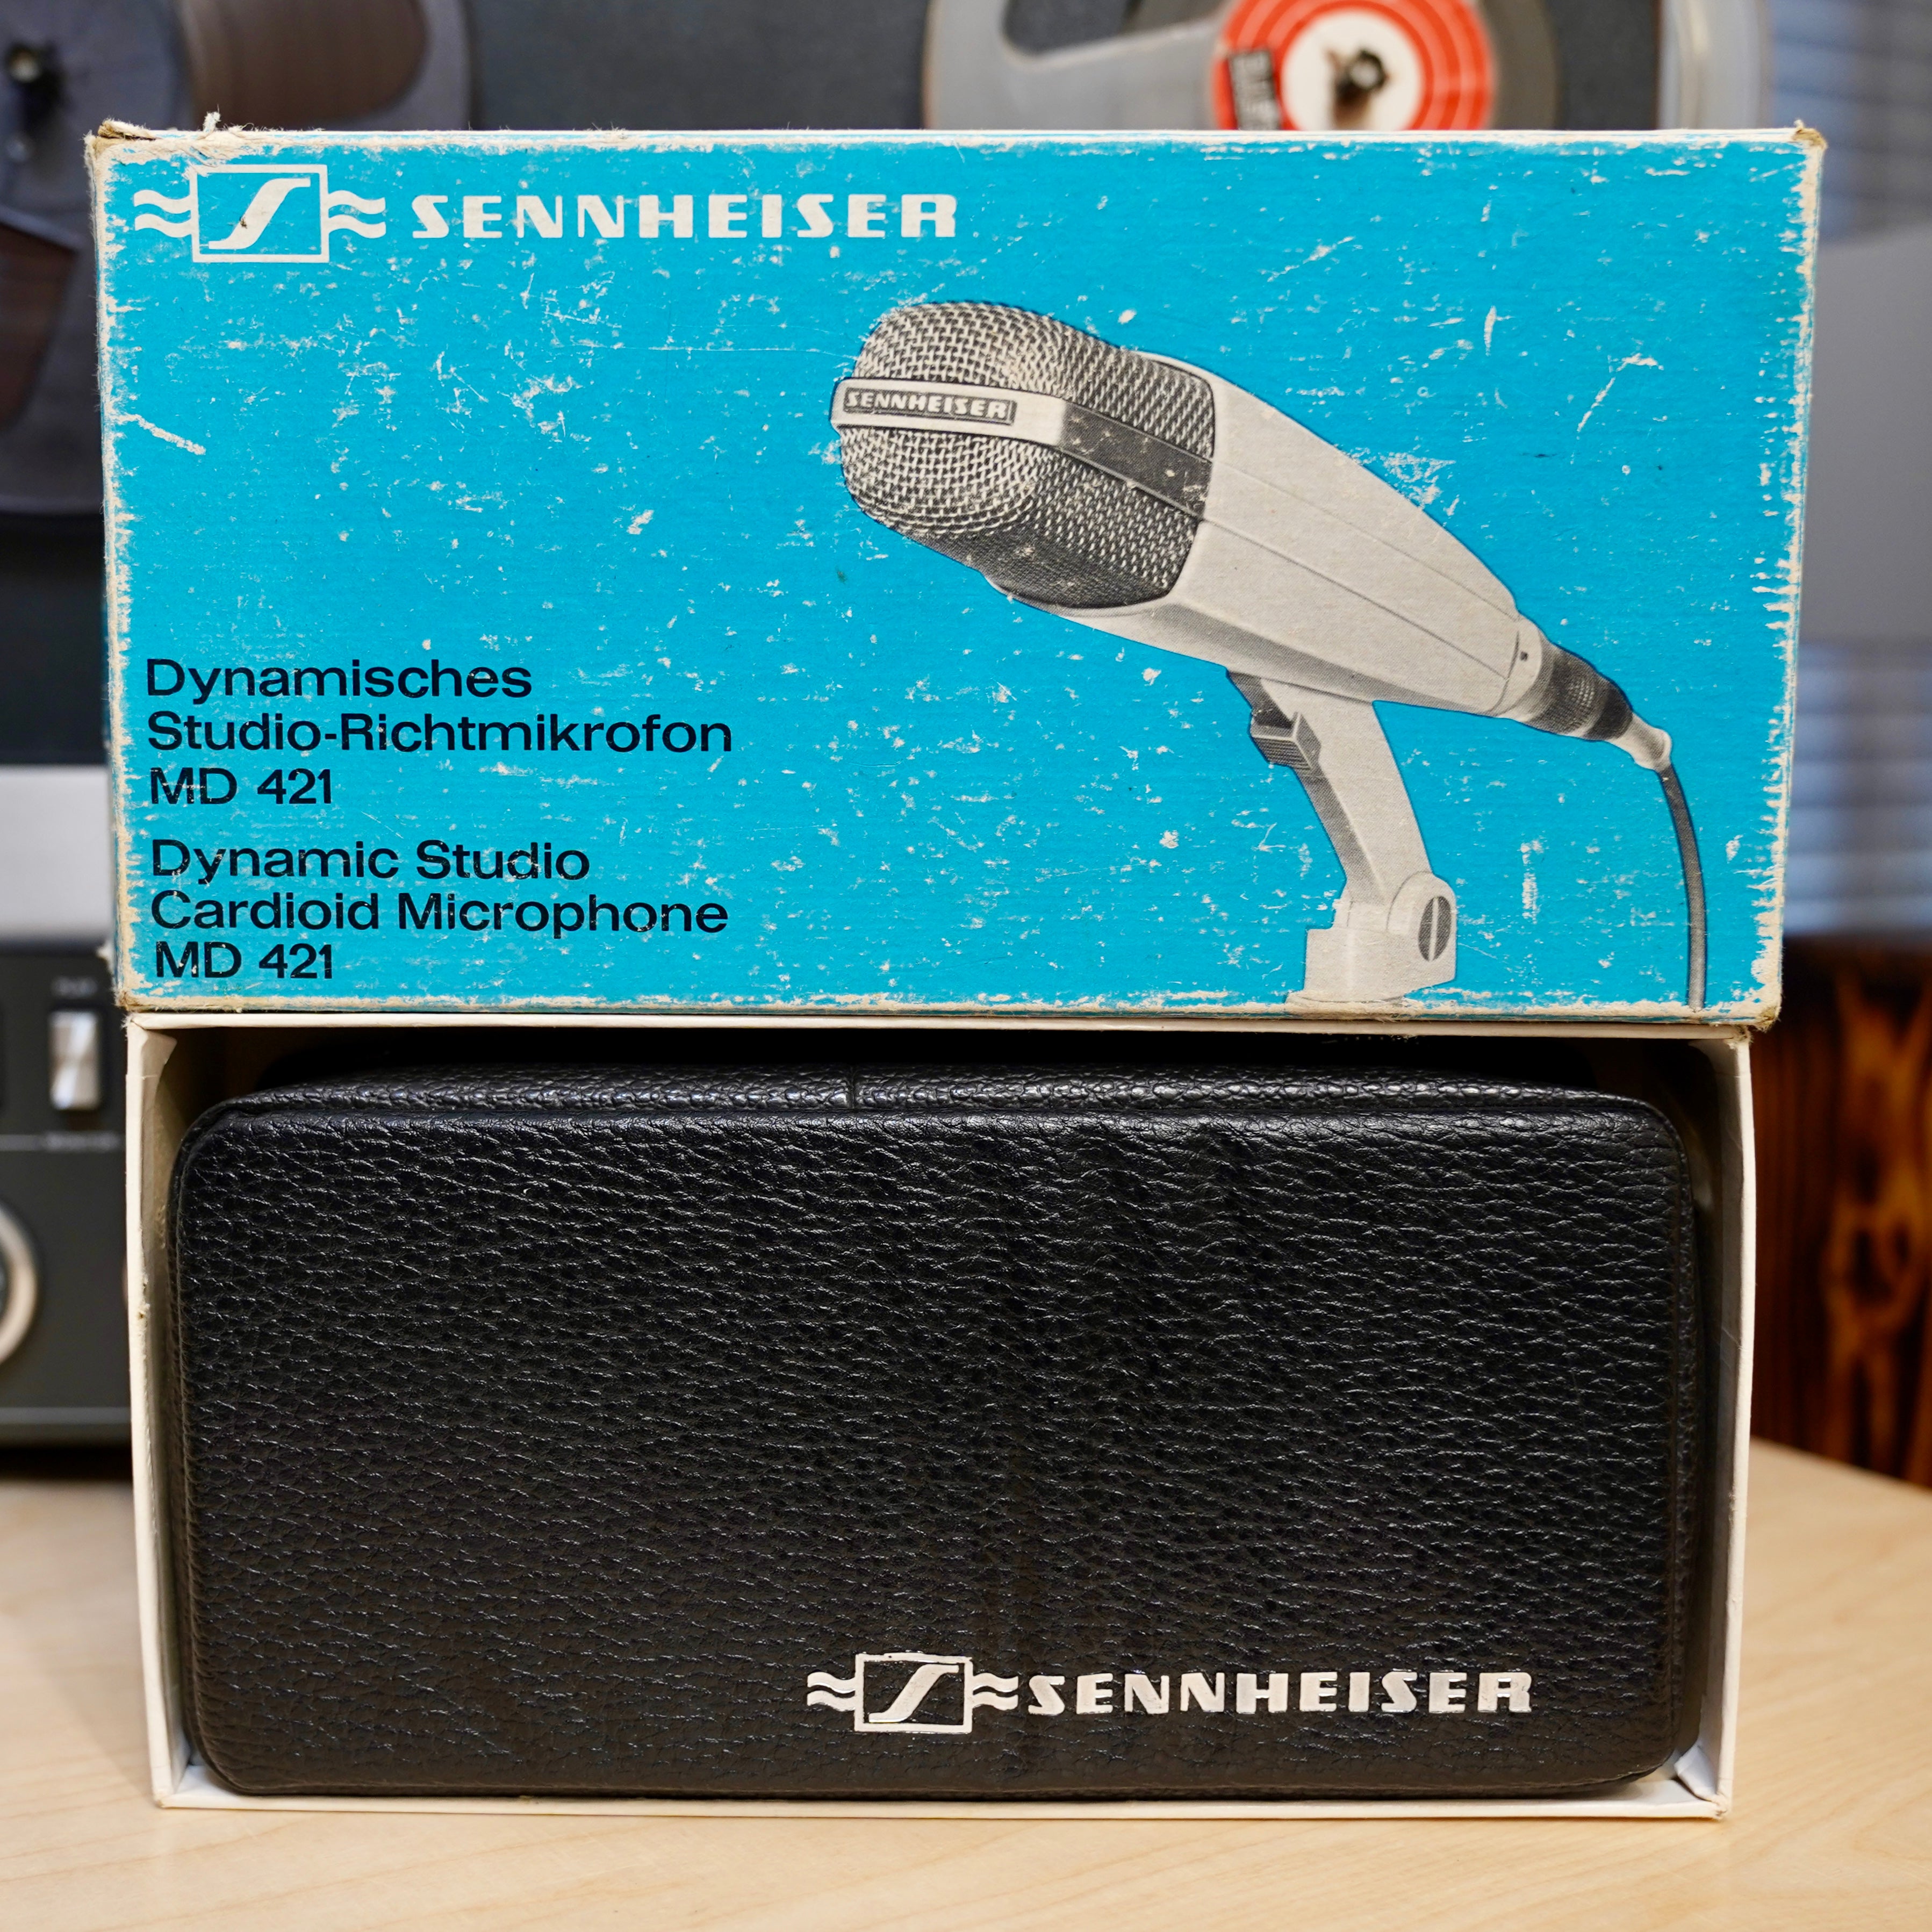 SENNHEISER
SENNHEISER
Dynamisches
Studio-Richtmikrofon
MD 421
Dynamic Studio
Cardioid Microphone
MD 421
SENNHEISER